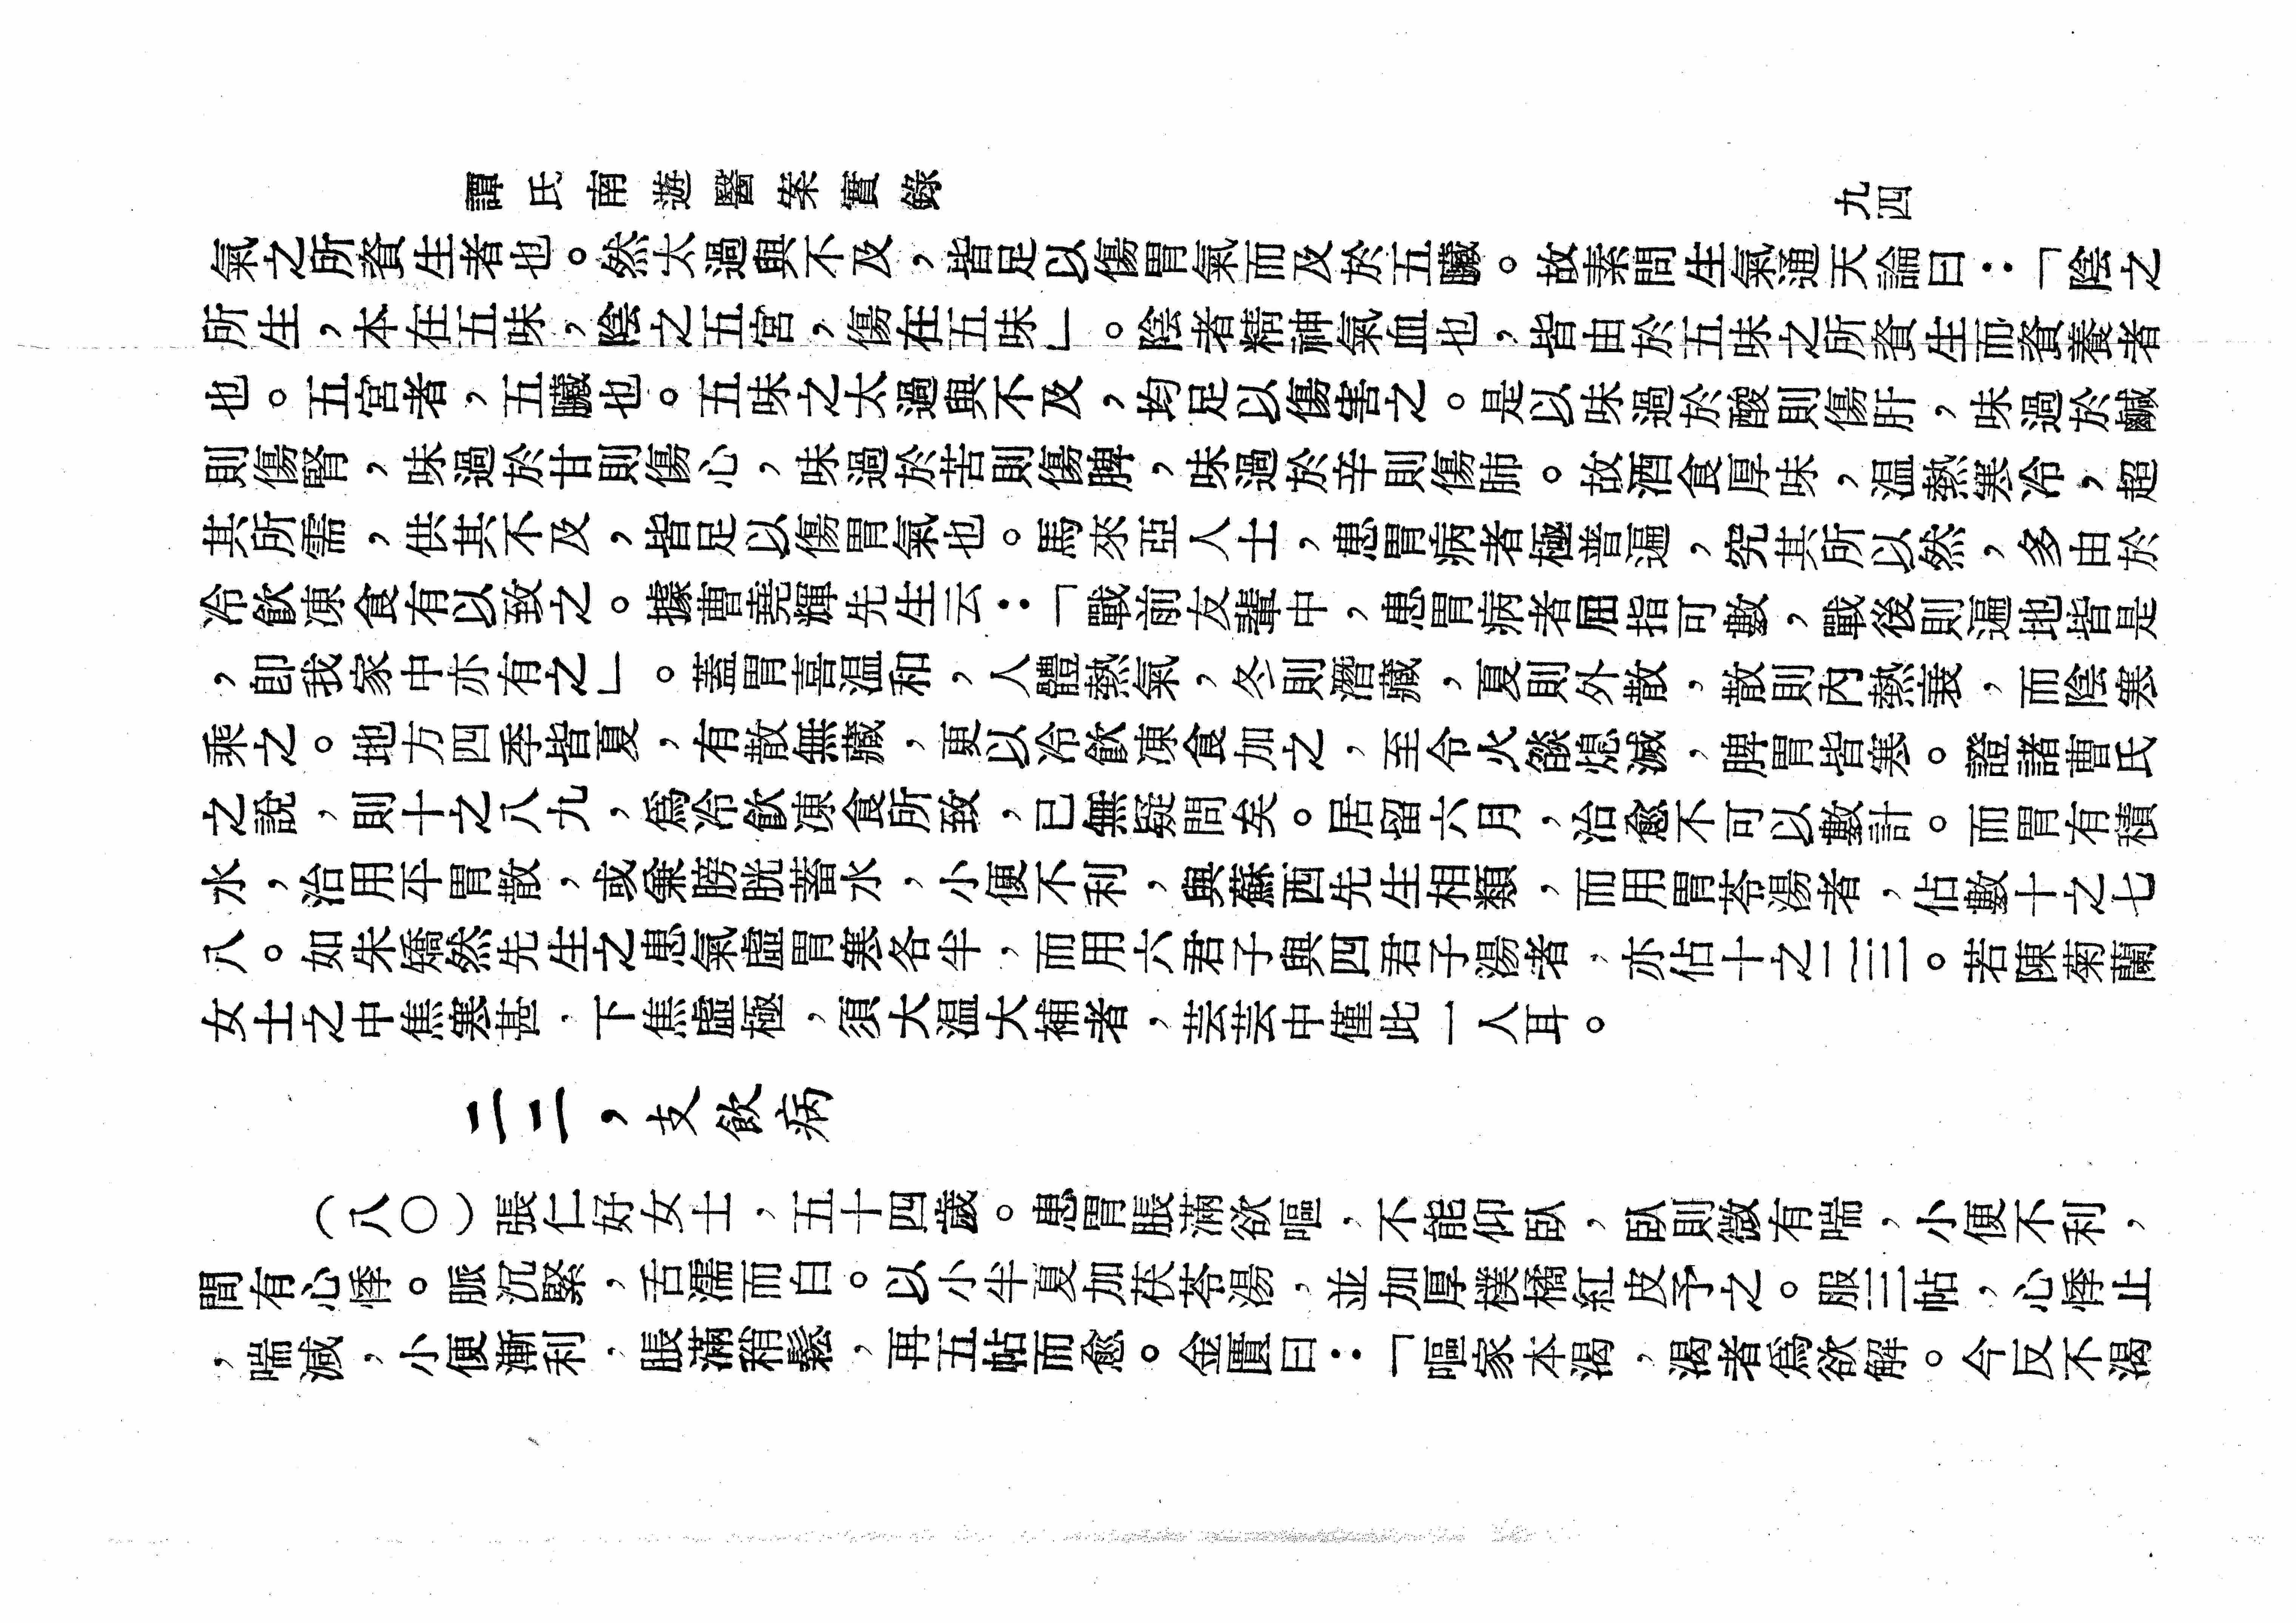 譚氏南遊醫案實錄
九四
氣之所資生者也。然太過與不及，皆足以傷胃氣而及於五臟。故素問生氣通天論曰：「陰之
所生，本在五味，陰之五宮，傷在五味」。陰者精神氣血也，皆由於五味之所資生而資養者
也。五宮者，五臟也。五味之太過與不及，均足以傷害之。是以味過於酸則傷肝，味過於鹹
則傷腎，味過於甘則傷心，味過於苦則傷脾，味過於辛則傷肺。故酒食厚味，温熱寒冷，超
其所需，供其不及，皆足以傷胃氣也。馬來亞人士，患胃病者極普遍，究其所以然，多由於
冷飲凍食有以致之。據曹蕘輝先生云：「戰前友輩中，患胃病者屈指可數，戰後則遍地皆是
，卽我家中亦有之」。蓋胃喜温和，人體熱氣，冬則潛藏，夏則外散，散則內熱衰，而陰寒
乘之。地方四季皆夏，有散無藏，更以冷飲凍食加之，至令火燄熄滅，脾胃皆寒。證諸曹氏
之說，則十之八九，爲冷飲凍食所致，已無疑問矣。居留六月，治愈不可以數計。而胃有積
水，治用平胃散，或兼膀胱蓄水，小便不利，與蘇西先生相類，而用胃苓湯者，佔數十之七
八。如朱矯然先生之患氣虛胃寒各半，而用六君子與四君子湯者，亦佔十之二三。若陳菊蘭
女士之中焦寒甚，下焦虛極，須大温大補者，芸芸中僅此一人耳。
二二，支飲病
（八〇）張仁好女士，五十四歲。患胃脹滿欲嘔，不能仰臥，臥則微有喘，小便不利，
間有心悸。脈沉緊，舌濡而白。以小半夏加茯苓湯，並加厚樸橘紅皮予之。服三帖，心悸止
，喘減，小便漸利，脹滿稍鬆，再五帖而愈。金匱曰：「嘔家本渴，渴者爲欲解。今反不渴